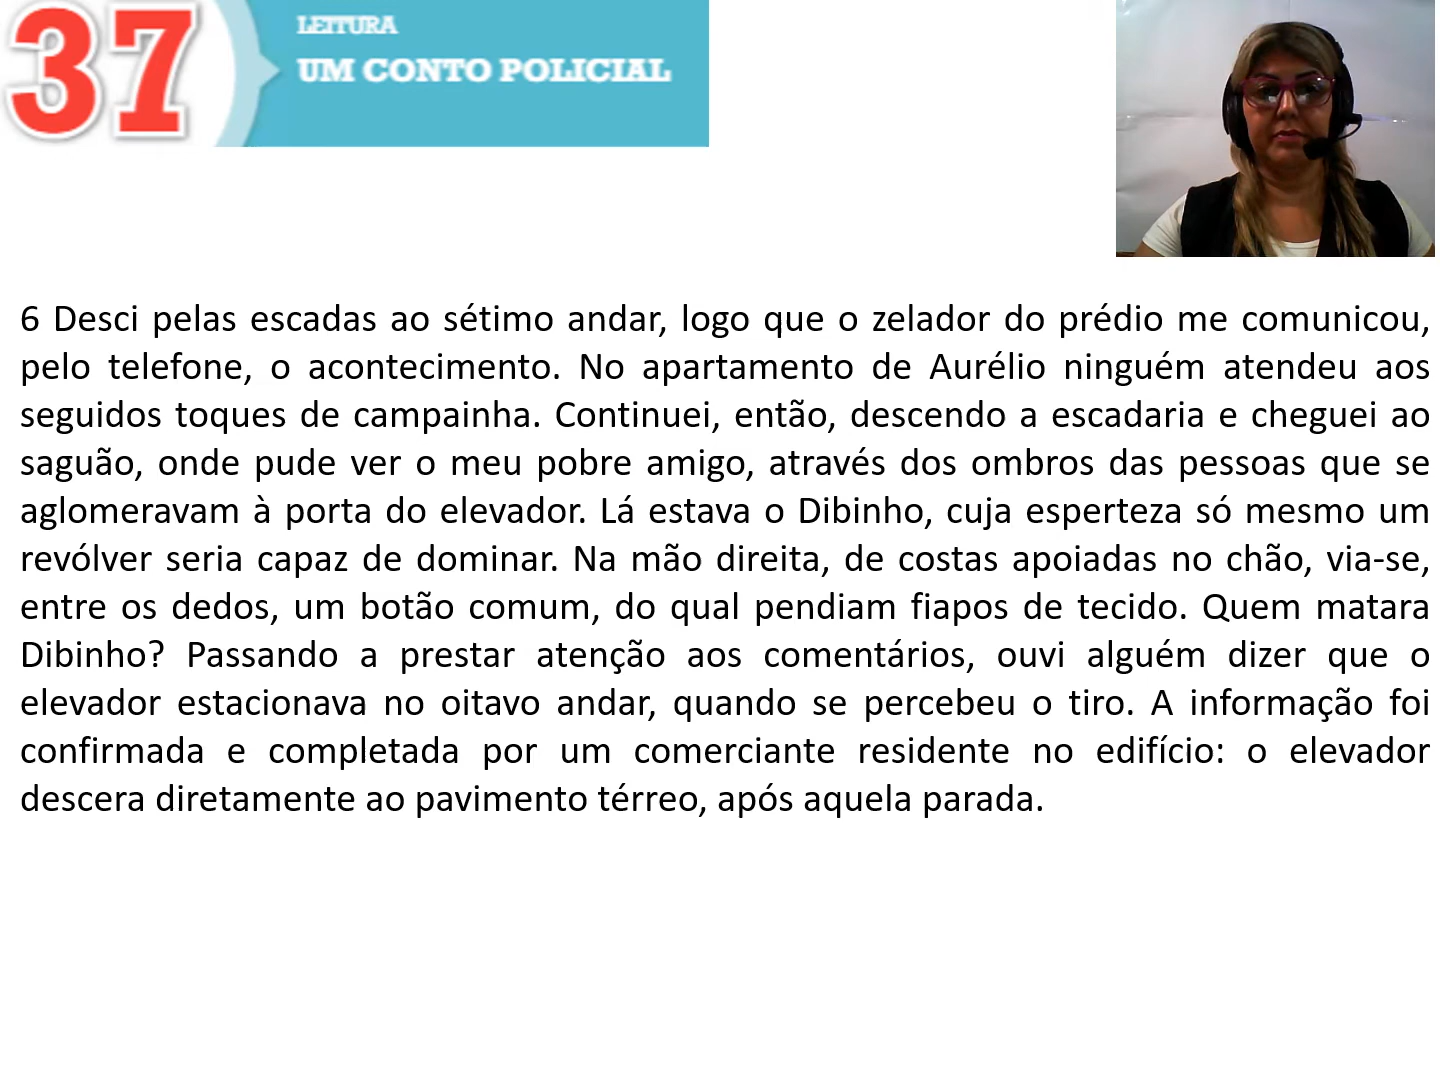 37
LEITURA
UM CONTO POLICIAL
6 Desci pelas escadas ao sétimo andar, logo que o zelador do prédio me comunicou,
pelo telefone, o acontecimento. No apartamento de Aurélio ninguém atendeu aos
seguidos toques de campainha. Continuei, então, descendo a escadaria e cheguei ao
saguão, onde pude ver o meu pobre amigo, através dos ombros das pessoas que se
aglomeravam à porta do elevador. Lá estava o Dibinho, cuja esperteza só mesmo um
revólver seria capaz de dominar. Na mão direita, de costas apoiadas no chão, via-se,
entre os dedos, um botão comum, do qual pendiam fiapos de tecido. Quem matara
Dibinho? Passando a prestar atenção aos comentários, ouvi alguém dizer que o
elevador estacionava no oitavo andar, quando se percebeu o tiro. A informação foi
confirmada e completada por um comerciante residente no edifício: o elevador
descera diretamente ao pavimento térreo, após aquela parada.